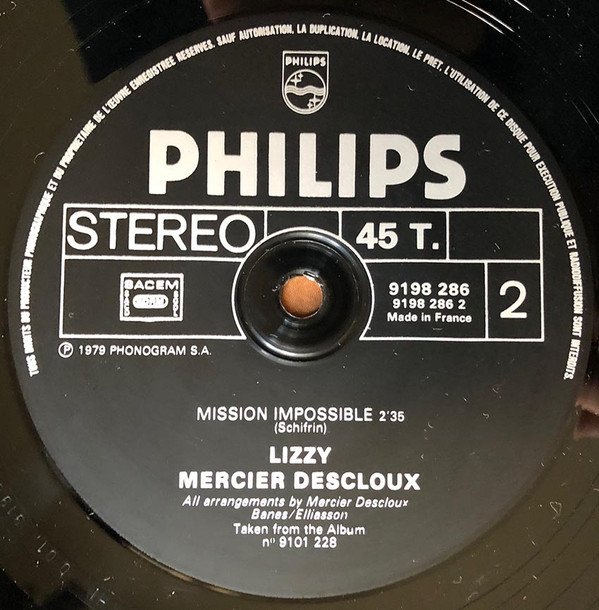 TOUS DROITS DU PRODUCTEUR PHONOGRAPHIQUE ET DU PROPRIETAIRE DE L'ŒUVRE ENREGISTREE RESERVES. SAUF AUTORISATION, LA DUPLICATION, LA LOCATION, LE PRET, L'UTILISATION DE CE DISQUE POUR EXECUTION PUBLIQUE ET RADIODIFFUSION SONT INTERDITS.
PHILIPS
PHILIPS
STEREO
45 T.
SACEM
9198 286
9198 286 2
Made in France
2
Ⓟ 1979 PHONOGRAM S.A.
MISSION IMPOSSIBLE 2'35
(Schifrin)
LIZZY
MERCIER DESCLOUX
All arrangements by Mercier Descloux
Banes/Elliasson
Taken from the Album
n° 9101 228